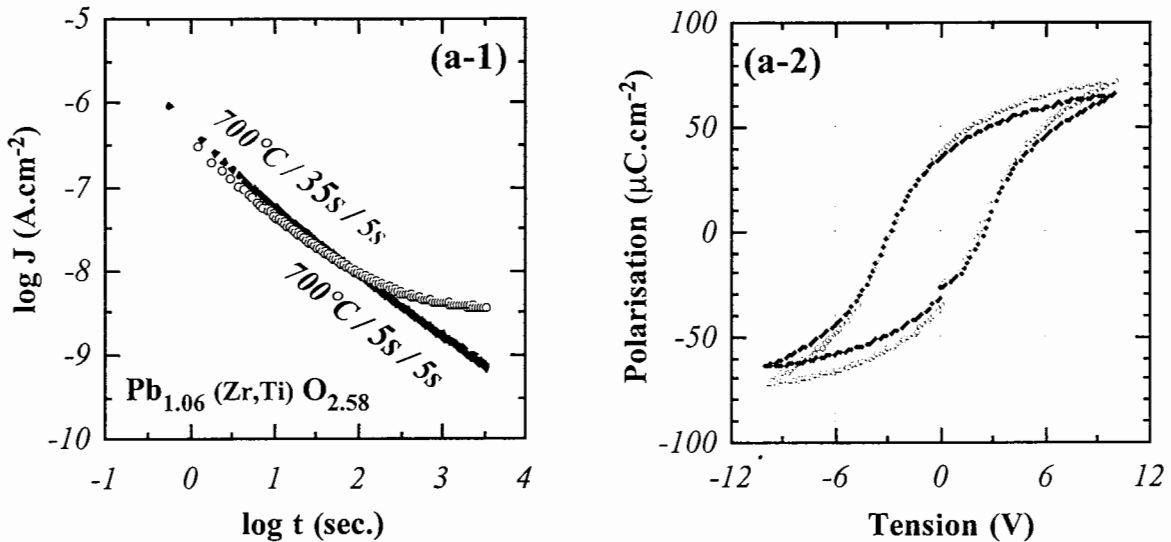 (a-1)
log J (A.cm-2)
-5
-6
-7
-8
-9
-10
700°C / 35s / 5s
700°C / 5s / 5s
Pb1.06 (Zr,Ti) O2.58
-1 0 1 2 3 4
log t (sec.)
(a-2)
Polarisation (µC.cm-2)
100
50
0
-50
-100
-12 -6 0 6 12
Tension (V)